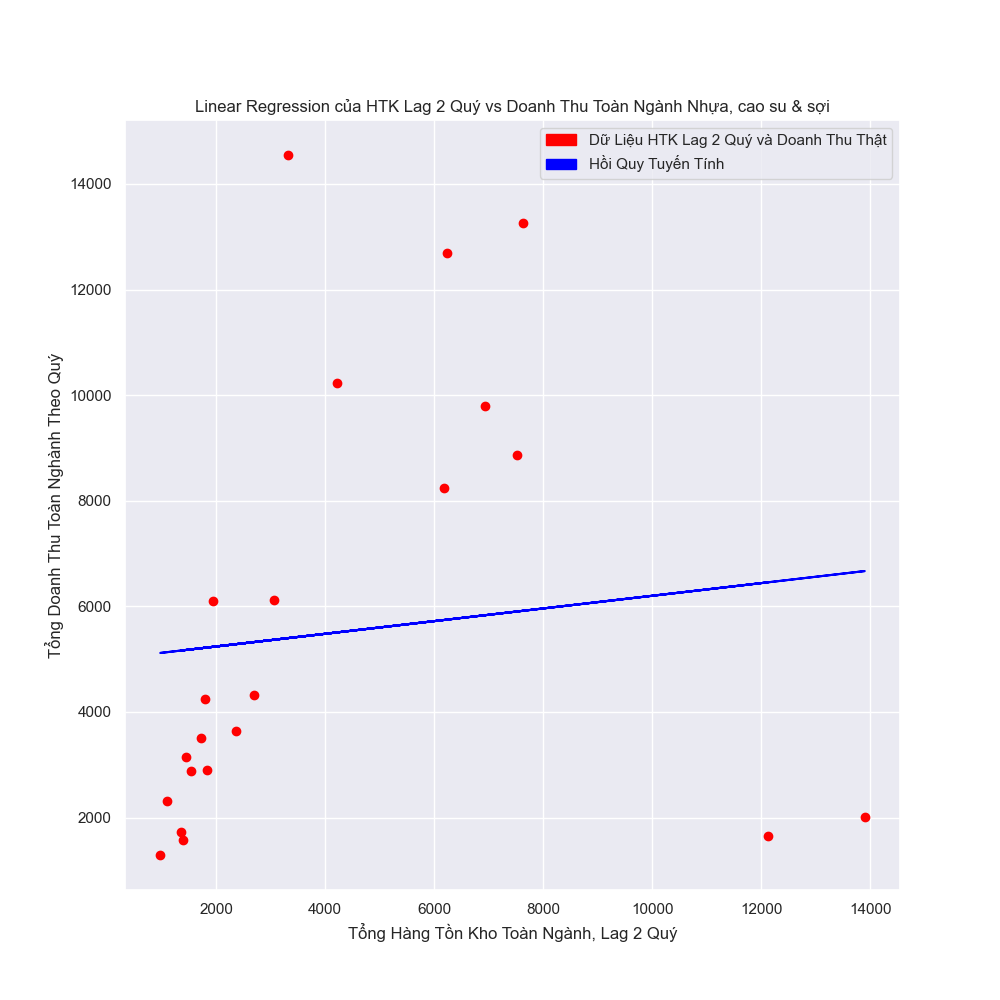 Linear Regression của HTK Lag 2 Quý vs Doanh Thu Toàn Ngành Nhựa, cao su & sợi
Dữ Liệu HTK Lag 2 Quý và Doanh Thu Thật
Hồi Quy Tuyến Tính
Tổng Doanh Thu Toàn Nghành Theo Quý
14000
12000
10000
8000
6000
4000
2000
2000 4000 6000 8000 10000 12000 14000
Tổng Hàng Tồn Kho Toàn Ngành, Lag 2 Quý